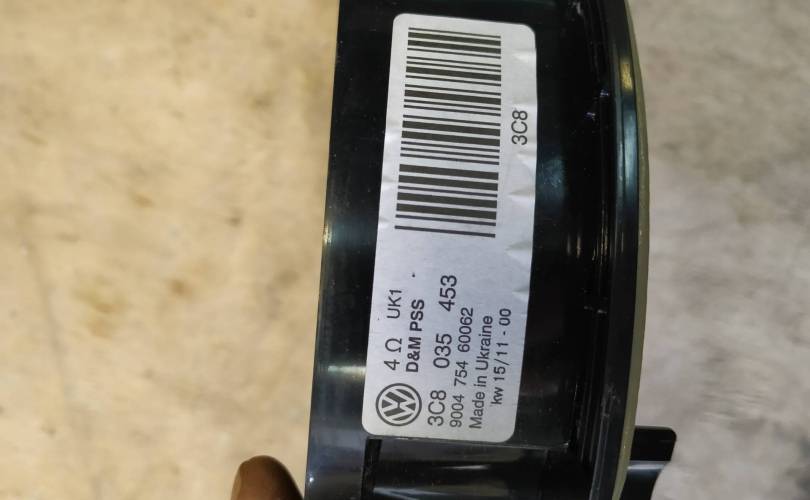 4 Ω UK1
D&M PSS
3C8 035 453
9004 754 60062
Made in Ukraine
kw 15/11 - 00
3C8